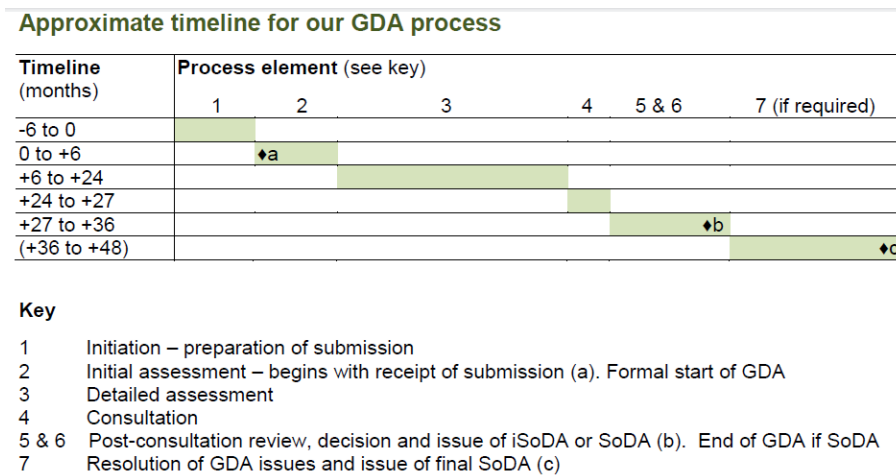 Approximate timeline for our GDA process
Timeline Process element (see key)
(months)
1 2 3 4 5 & 6 7 (if required)
-6 to 0
0 to +6 ♦a
+6 to +24
+24 to +27
+27 to +36 ♦b
(+36 to +48) ♦c
Key
1 Initiation – preparation of submission
2 Initial assessment – begins with receipt of submission (a). Formal start of GDA
3 Detailed assessment
4 Consultation
5 & 6 Post-consultation review, decision and issue of iSoDA or SoDA (b). End of GDA if SoDA
7 Resolution of GDA issues and issue of final SoDA (c)